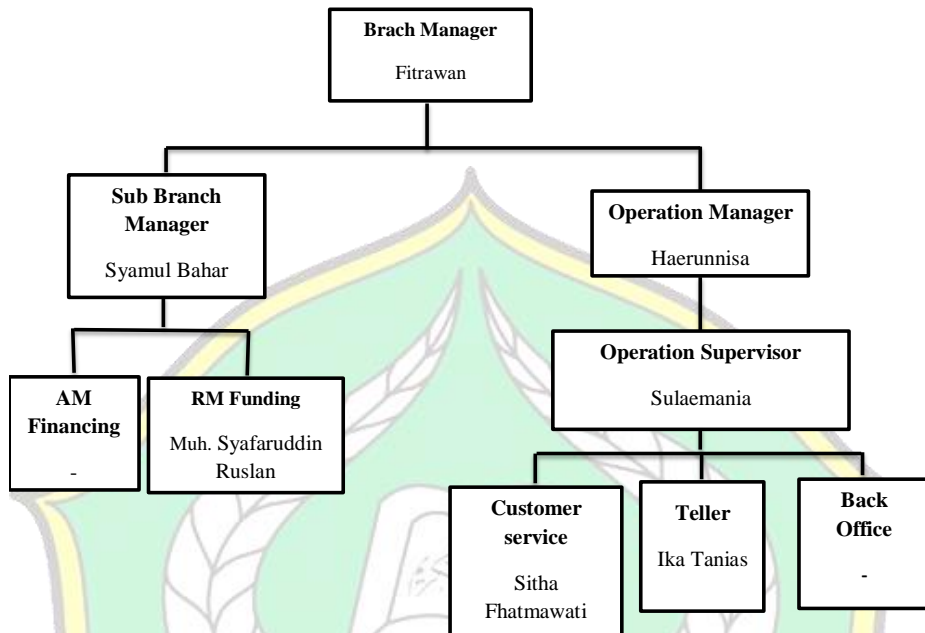 Brach Manager
Fitrawan
Sub Branch
Manager
Syamul Bahar
Operation Manager
Haerunnisa
AM
Financing
-
RM Funding
Muh. Syafaruddin
Ruslan
Operation Supervisor
Sulaemania
Customer
service
Sitha
Fhatmawati
Teller
Ika Tanias
Back
Office
-